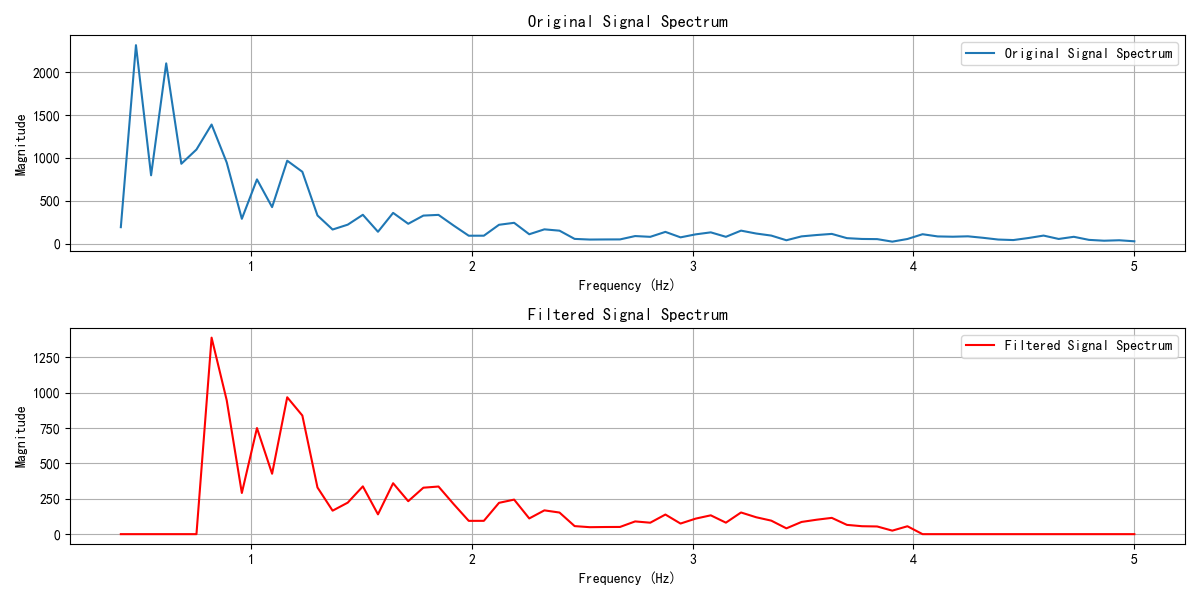 Original Signal Spectrum
Original Signal Spectrum
2000
1500
1000
500
0
Magnitude
1 2 3 4 5
Frequency (Hz)
Filtered Signal Spectrum
Filtered Signal Spectrum
1250
1000
750
500
250
0
Magnitude
1 2 3 4 5
Frequency (Hz)